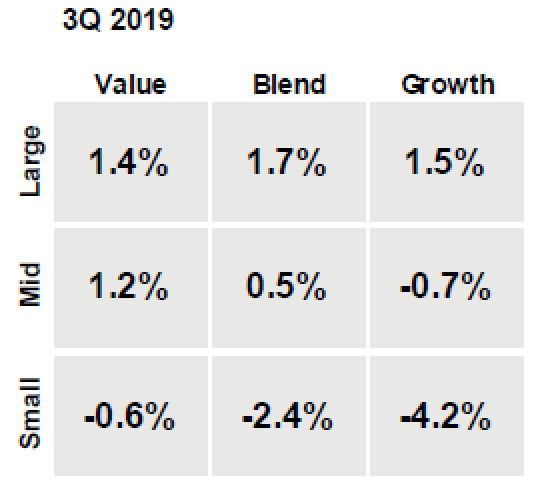 3Q 2019
Value Blend Growth
Large 1.4% 1.7% 1.5%
Mid 1.2% 0.5% -0.7%
Small -0.6% -2.4% -4.2%